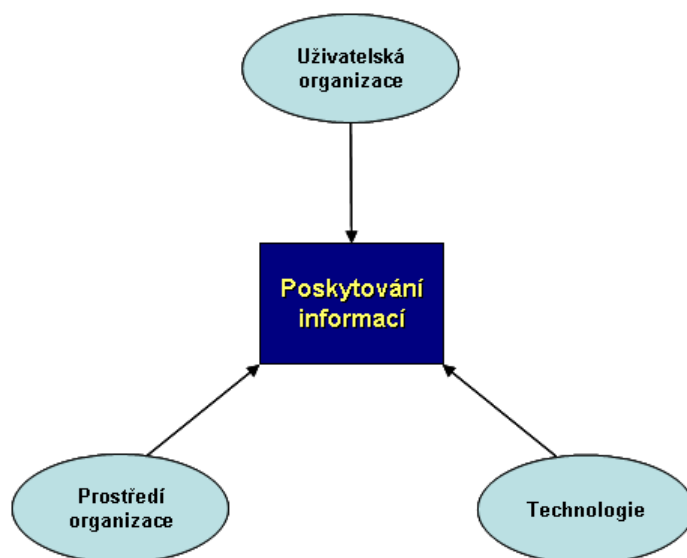 Uživatelská
organizace
Poskytování
informací
Prostředí
organizace
Technologie